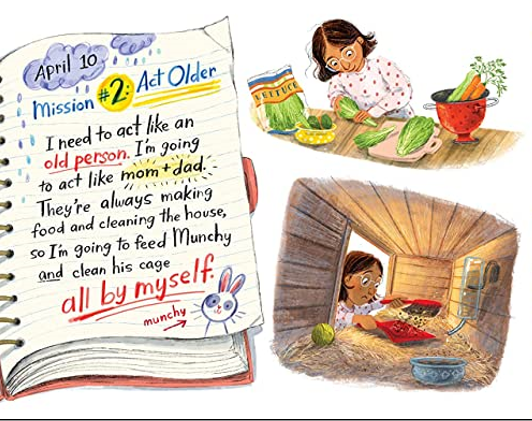 April 10
Mission #2: Act Older
I need to act like an
old person. I'm going
to act like mom + dad.
They're always making
food and cleaning the house,
so I'm going to feed Munchy
and clean his cage
all by myself.
munchy
LETTUCE